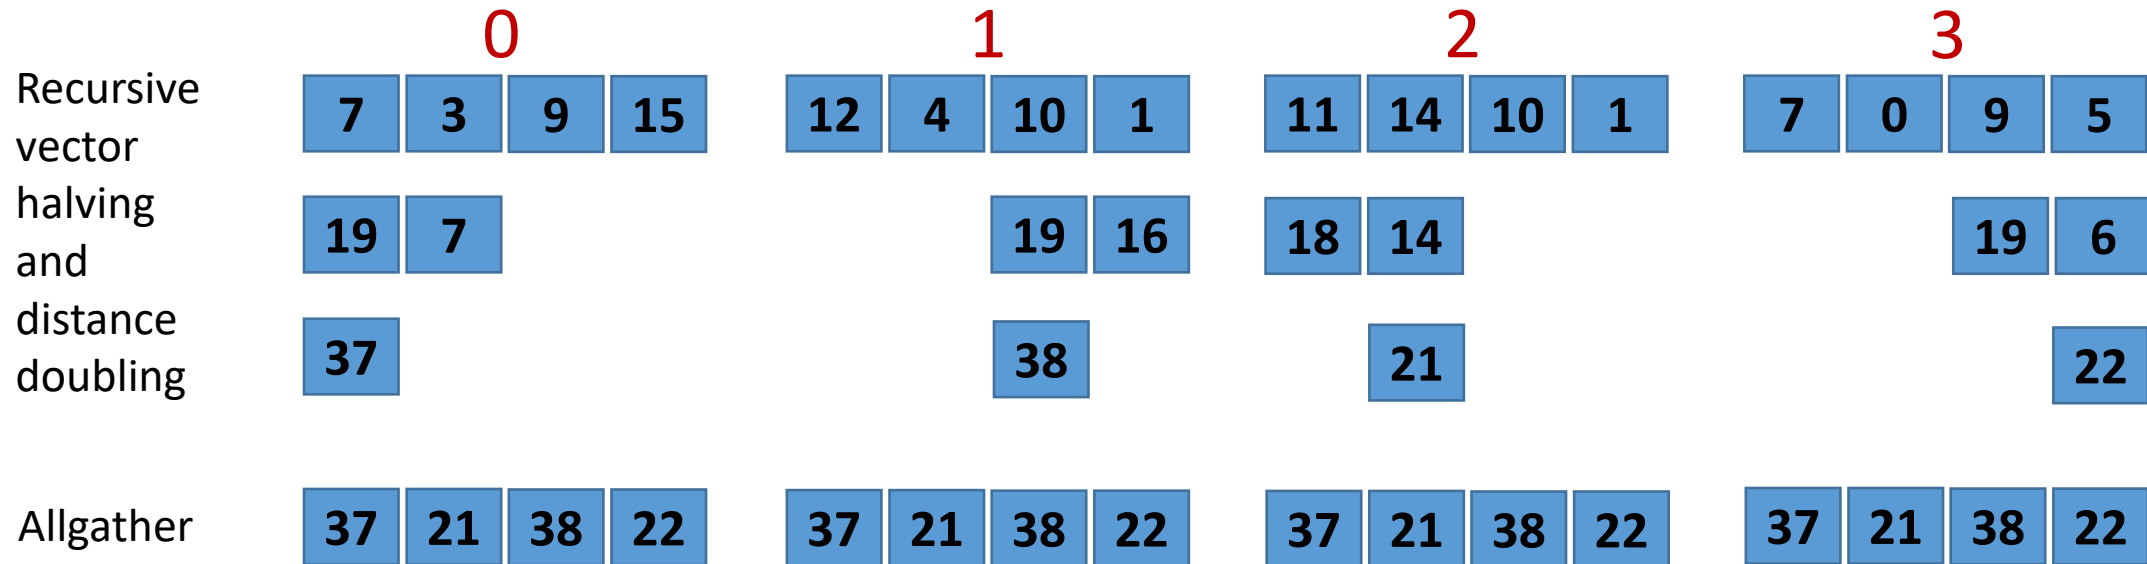 0 1 2 3
Recursive
vector
halving
and
distance
doubling
7 3 9 15 12 4 10 1 11 14 10 1 7 0 9 5
19 7 19 16 18 14 19 6
37 38 21 22
Allgather 37 21 38 22 37 21 38 22 37 21 38 22 37 21 38 22